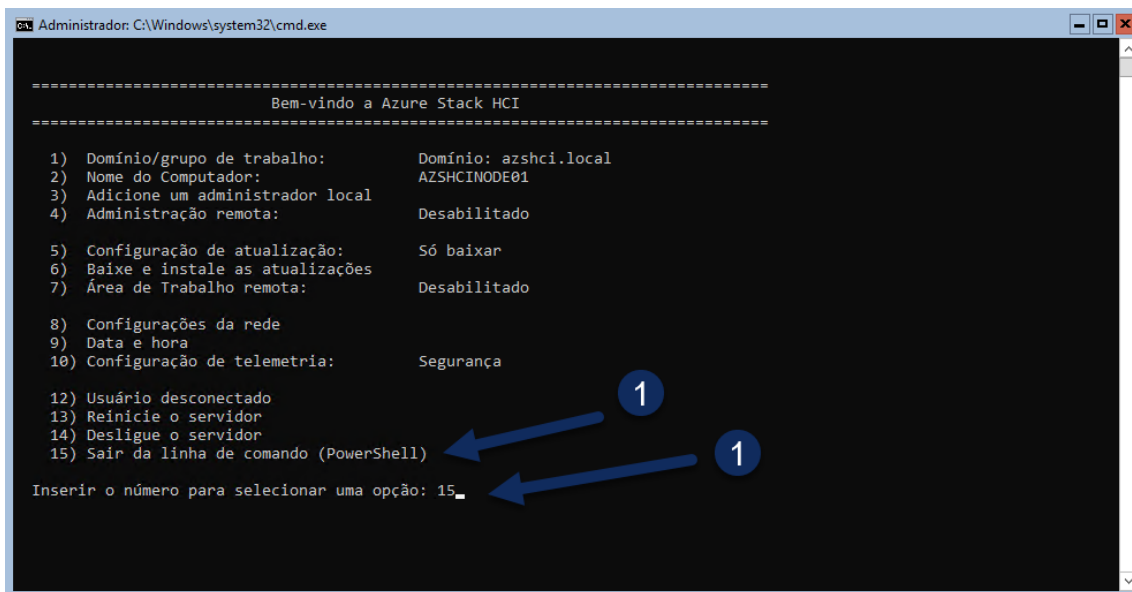 Administrador: C:\Windows\system32\cmd.exe
================================================================================
Bem-vindo a Azure Stack HCI
================================================================================
1) Domínio/grupo de trabalho: Domínio: azshci.local
2) Nome do Computador: AZSHCINODE01
3) Adicione um administrador local
4) Administração remota: Desabilitado
5) Configuração de atualização: Só baixar
6) Baixe e instale as atualizações
7) Área de Trabalho remota: Desabilitado
8) Configurações da rede
9) Data e hora
10) Configuração de telemetria: Segurança
12) Usuário desconectado
1
13) Reinicie o servidor
14) Desligue o servidor
15) Sair da linha de comando (PowerShell)
1
Inserir o número para selecionar uma opção: 15_